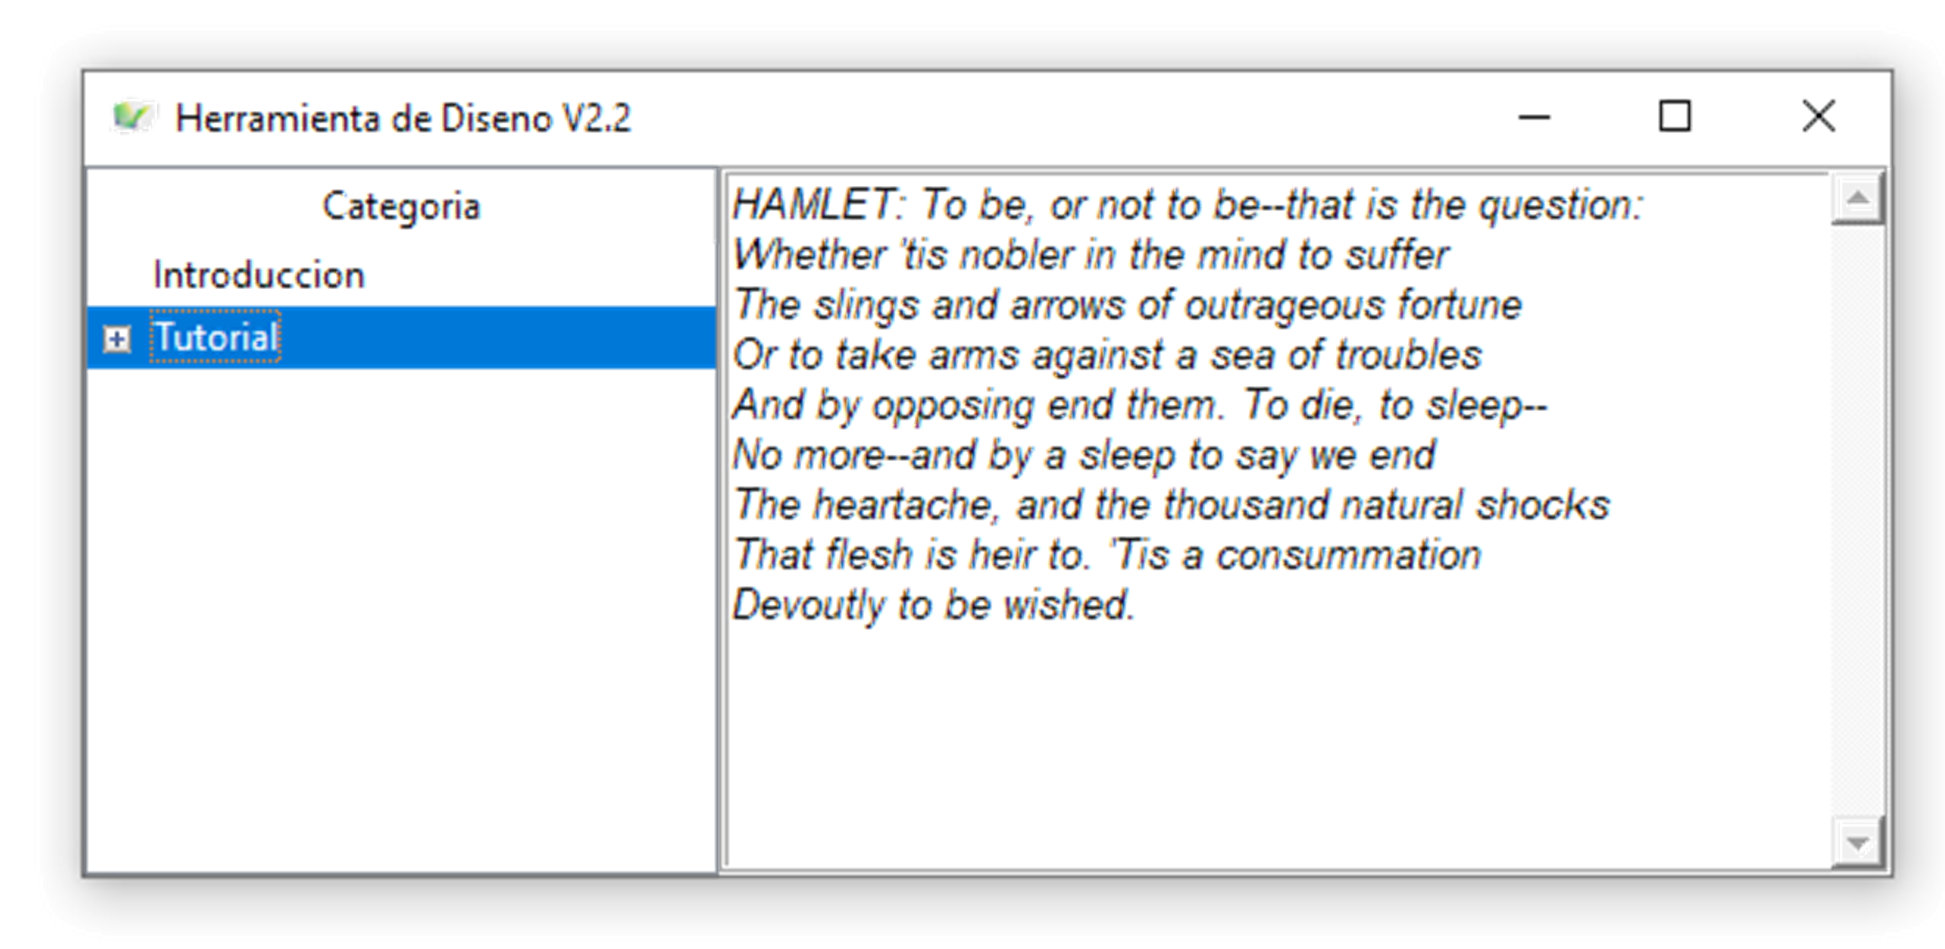 Herramienta de Diseno V2.2
Categoria
Introduccion
Tutorial
HAMLET: To be, or not to be--that is the question:
Whether 'tis nobler in the mind to suffer
The slings and arrows of outrageous fortune
Or to take arms against a sea of troubles
And by opposing end them. To die, to sleep--
No more--and by a sleep to say we end
The heartache, and the thousand natural shocks
That flesh is heir to. 'Tis a consummation
Devoutly to be wished.